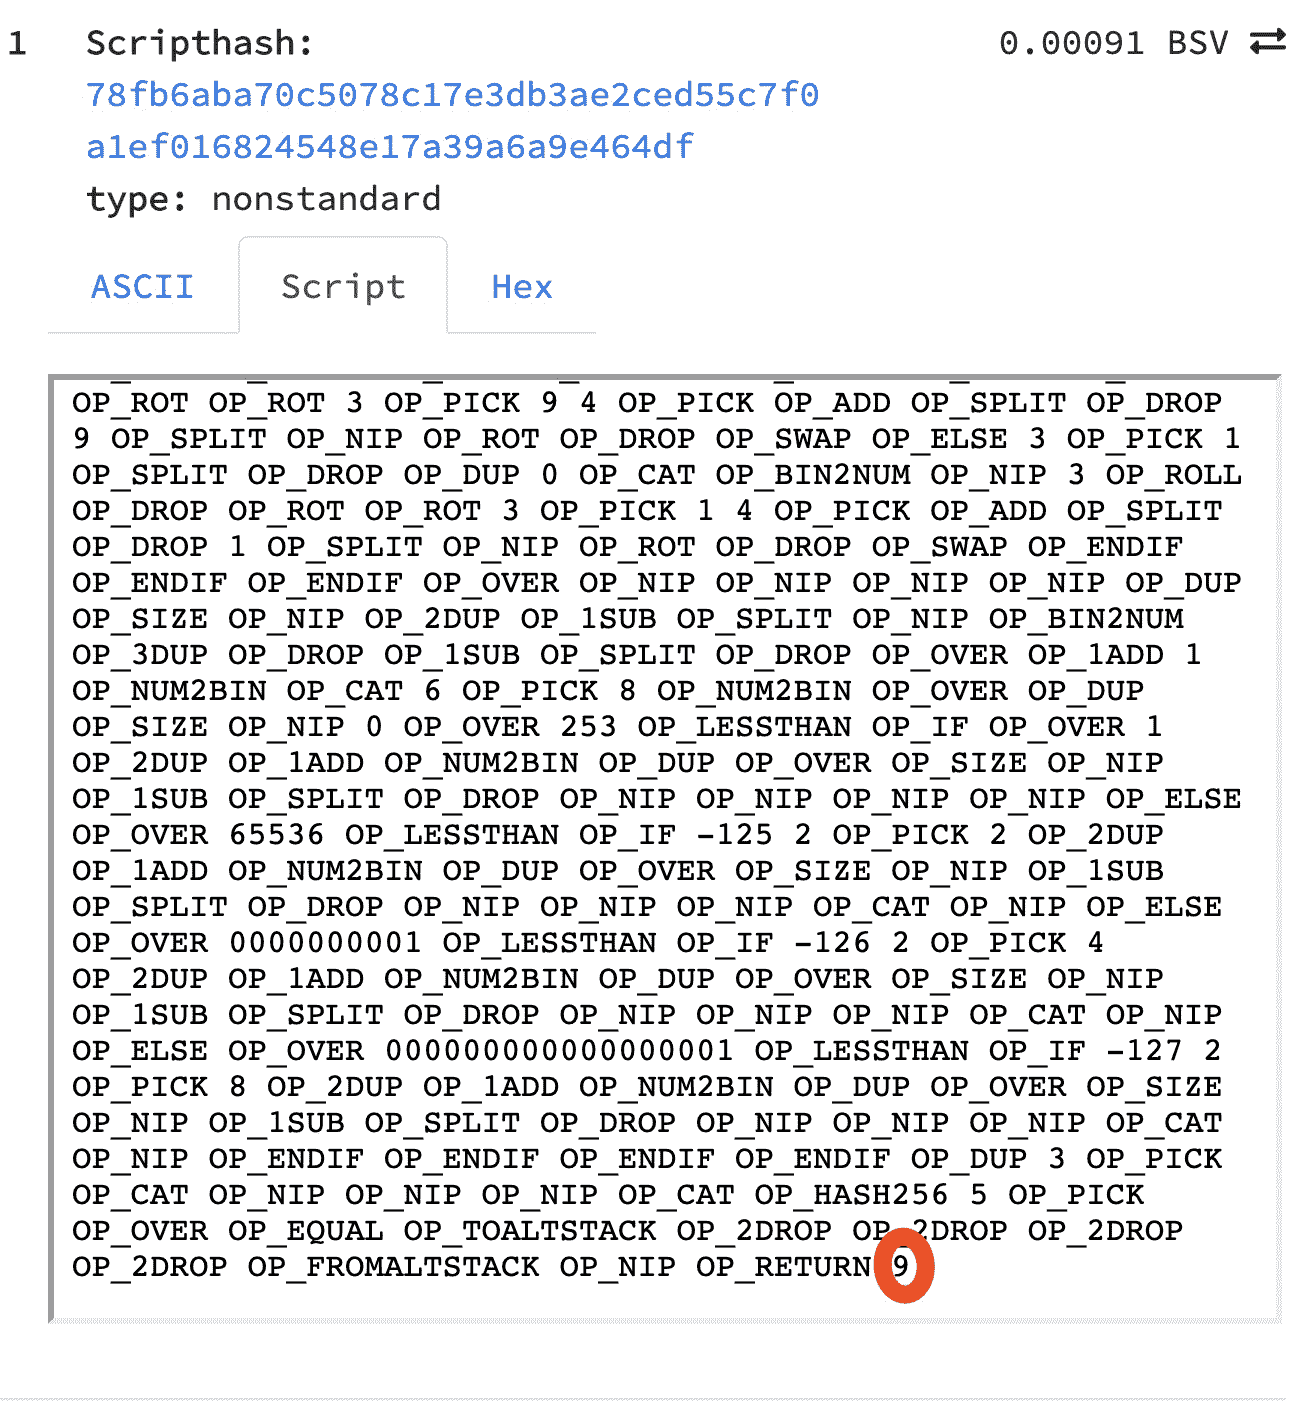 1 Scripthash: 0.00091 BSV
78fb6aba70c5078c17e3db3ae2ced55c7f0
a1ef016824548e17a39a6a9e464df
type: nonstandard
ASCII Script Hex
OP_ROT OP_ROT 3 OP_PICK 9 4 OP_PICK OP_ADD OP_SPLIT OP_DROP
9 OP_SPLIT OP_NIP OP_ROT OP_DROP OP_SWAP OP_ELSE 3 OP_PICK 1
OP_SPLIT OP_DROP OP_DUP 0 OP_CAT OP_BIN2NUM OP_NIP 3 OP_ROLL
OP_DROP OP_ROT OP_ROT 3 OP_PICK 1 4 OP_PICK OP_ADD OP_SPLIT
OP_DROP 1 OP_SPLIT OP_NIP OP_ROT OP_DROP OP_SWAP OP_ENDIF
OP_ENDIF OP_ENDIF OP_OVER OP_NIP OP_NIP OP_NIP OP_NIP OP_DUP
OP_SIZE OP_NIP OP_2DUP OP_1SUB OP_SPLIT OP_NIP OP_BIN2NUM
OP_3DUP OP_DROP OP_1SUB OP_SPLIT OP_DROP OP_OVER OP_1ADD 1
OP_NUM2BIN OP_CAT 6 OP_PICK 8 OP_NUM2BIN OP_OVER OP_DUP
OP_SIZE OP_NIP 0 OP_OVER 253 OP_LESSTHAN OP_IF OP_OVER 1
OP_2DUP OP_1ADD OP_NUM2BIN OP_DUP OP_OVER OP_SIZE OP_NIP
OP_1SUB OP_SPLIT OP_DROP OP_NIP OP_NIP OP_NIP OP_NIP OP_ELSE
OP_OVER 65536 OP_LESSTHAN OP_IF -125 2 OP_PICK 2 OP_2DUP
OP_1ADD OP_NUM2BIN OP_DUP OP_OVER OP_SIZE OP_NIP OP_1SUB
OP_SPLIT OP_DROP OP_NIP OP_NIP OP_NIP OP_CAT OP_NIP OP_ELSE
OP_OVER 0000000001 OP_LESSTHAN OP_IF -126 2 OP_PICK 4
OP_2DUP OP_1ADD OP_NUM2BIN OP_DUP OP_OVER OP_SIZE OP_NIP
OP_1SUB OP_SPLIT OP_DROP OP_NIP OP_NIP OP_NIP OP_CAT OP_NIP
OP_ELSE OP_OVER 000000000000000001 OP_LESSTHAN OP_IF -127 2
OP_PICK 8 OP_2DUP OP_1ADD OP_NUM2BIN OP_DUP OP_OVER OP_SIZE
OP_NIP OP_1SUB OP_SPLIT OP_DROP OP_NIP OP_NIP OP_NIP OP_CAT
OP_NIP OP_ENDIF OP_ENDIF OP_ENDIF OP_ENDIF OP_DUP 3 OP_PICK
OP_CAT OP_NIP OP_NIP OP_NIP OP_CAT OP_HASH256 5 OP_PICK
OP_OVER OP_EQUAL OP_TOALTSTACK OP_2DROP OP_2DROP OP_2DROP
OP_2DROP OP_FROMALTSTACK OP_NIP OP_RETURN 9